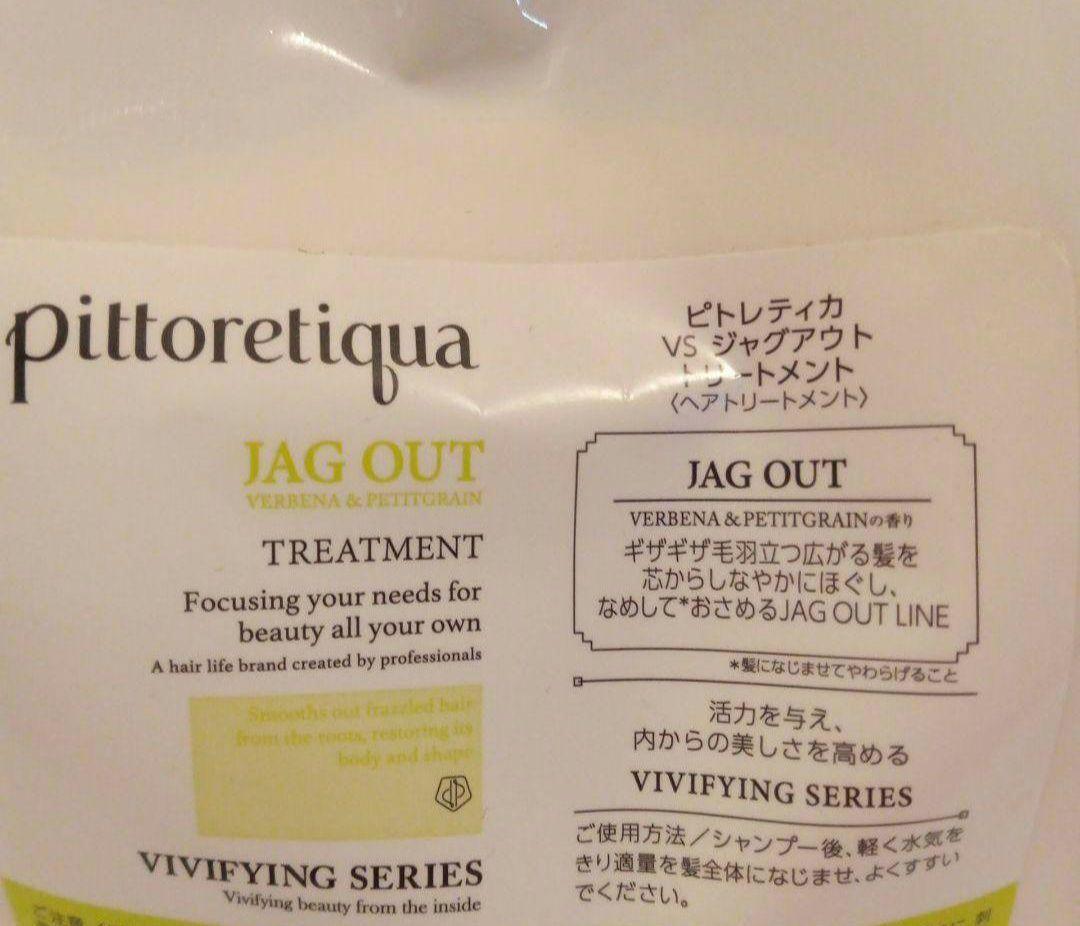 pittoretiqua
JAG OUT
VERBENA & PETITGRAIN
TREATMENT
Focusing your needs for
beauty all your own
A hair life brand created by professionals
Smooths out frazzled hair
from the roots, restoring its
body and shape
VIVIFYING SERIES
Vivifying beauty from the inside
ピトレティカ
VS ジャグアウト
トリートメント
〈ヘアトリートメント〉
JAG OUT
VERBENA & PETITGRAINの香り
ギザギザ毛羽立つ広がる髪を
芯からしなやかにほぐし、
なめして*おさめるJAG OUT LINE
*髪になじませてやわらげること
活力を与え、
内からの美しさを高める
VIVIFYING SERIES
ご使用方法／シャンプー後、軽く水気を
きり適量を髪全体になじませ、よくすすい
でください。